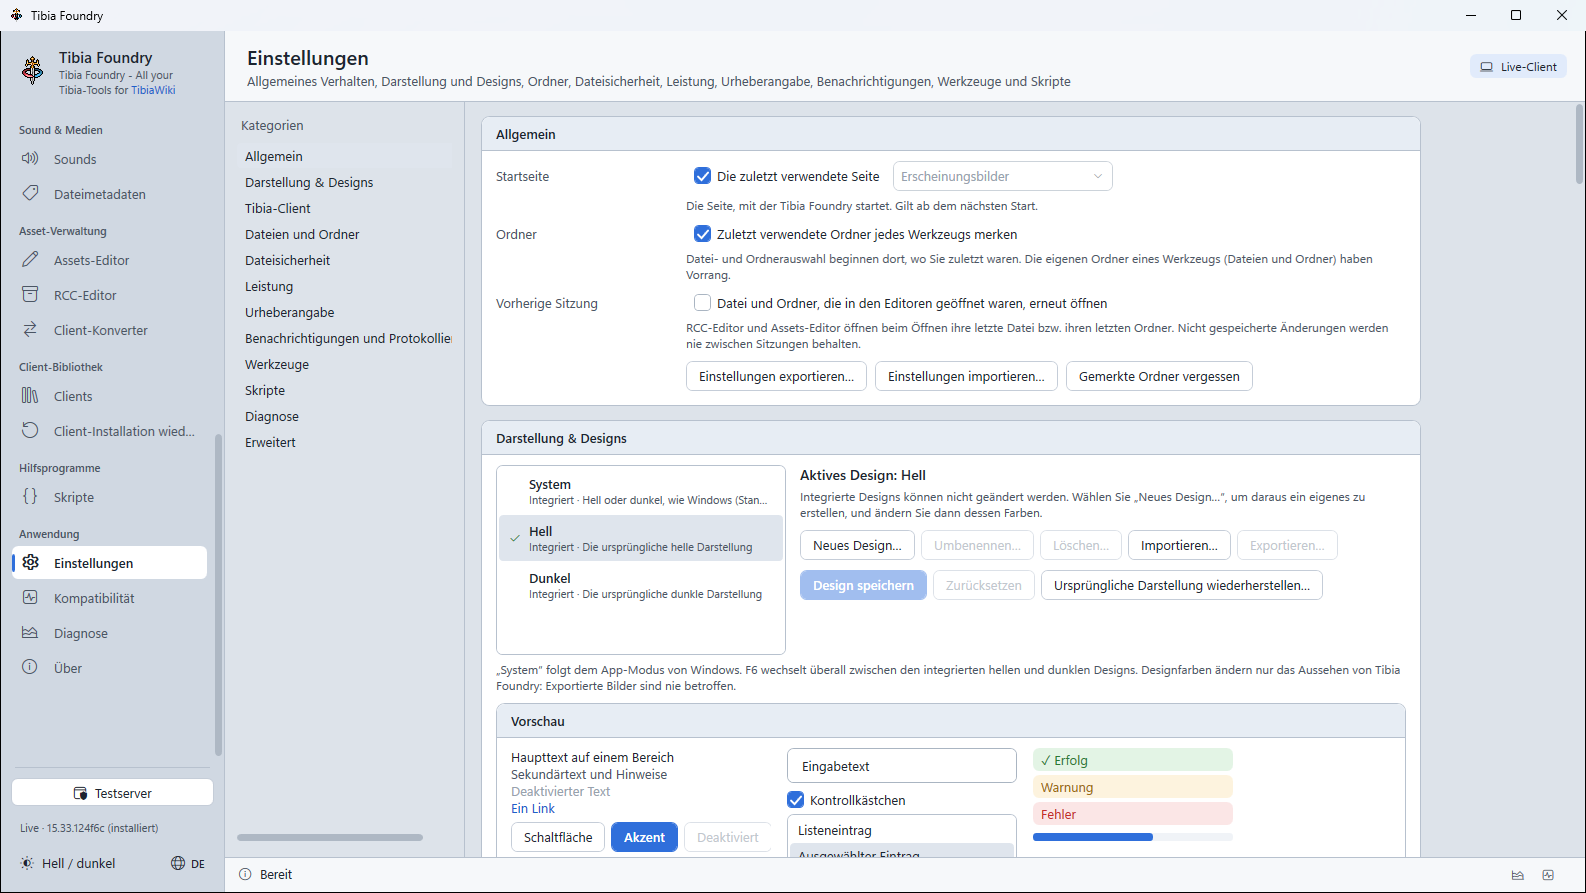 Tibia Foundry
Tibia Foundry
Tibia Foundry - All your
Tibia-Tools for TibiaWiki
Sound & Medien
Sounds
Dateimetadaten
Asset-Verwaltung
Assets-Editor
RCC-Editor
Client-Konverter
Client-Bibliothek
Clients
Client-Installation wied...
Hilfsprogramme
Skripte
Anwendung
Einstellungen
Kompatibilität
Diagnose
Über
Testserver
Live · 15.33.124f6c (installiert)
Hell / dunkel
DE
Einstellungen
Allgemeines Verhalten, Darstellung und Designs, Ordner, Dateisicherheit, Leistung, Urheberangabe, Benachrichtigungen, Werkzeuge und Skripte
Live-Client
Kategorien
Allgemein
Darstellung & Designs
Tibia-Client
Dateien und Ordner
Dateisicherheit
Leistung
Urheberangabe
Benachrichtigungen und Protokollier
Werkzeuge
Skripte
Diagnose
Erweitert
Allgemein
Startseite
Die zuletzt verwendete Seite
Erscheinungsbilder
Die Seite, mit der Tibia Foundry startet. Gilt ab dem nächsten Start.
Ordner
Zuletzt verwendete Ordner jedes Werkzeugs merken
Datei- und Ordnerauswahl beginnen dort, wo Sie zuletzt waren. Die eigenen Ordner eines Werkzeugs (Dateien und Ordner) haben
Vorrang.
Vorherige Sitzung
Datei und Ordner, die in den Editoren geöffnet waren, erneut öffnen
RCC-Editor und Assets-Editor öffnen beim Öffnen ihre letzte Datei bzw. ihren letzten Ordner. Nicht gespeicherte Änderungen werden
nie zwischen Sitzungen behalten.
Einstellungen exportieren...
Einstellungen importieren...
Gemerkte Ordner vergessen
Darstellung & Designs
System
Integriert · Hell oder dunkel, wie Windows (Stan...
Hell
Integriert · Die ursprüngliche helle Darstellung
Dunkel
Integriert · Die ursprüngliche dunkle Darstellung
Aktives Design: Hell
Integrierte Designs können nicht geändert werden. Wählen Sie „Neues Design...“, um daraus ein eigenes zu
erstellen, und ändern Sie dann dessen Farben.
Neues Design...
Umbenennen...
Löschen...
Importieren...
Exportieren...
Design speichern
Zurücksetzen
Ursprüngliche Darstellung wiederherstellen...
„System“ folgt dem App-Modus von Windows. F6 wechselt überall zwischen den integrierten hellen und dunklen Designs. Designfarben ändern nur das Aussehen von Tibia
Foundry: Exportierte Bilder sind nie betroffen.
Vorschau
Haupttext auf einem Bereich
Sekundärtext und Hinweise
Deaktivierter Text
Ein Link
Schaltfläche
Akzent
Deaktiviert
Eingabetext
Kontrollkästchen
Listeneintrag
Ausgewählter Eintrag
✓ Erfolg
Warnung
Fehler
Bereit